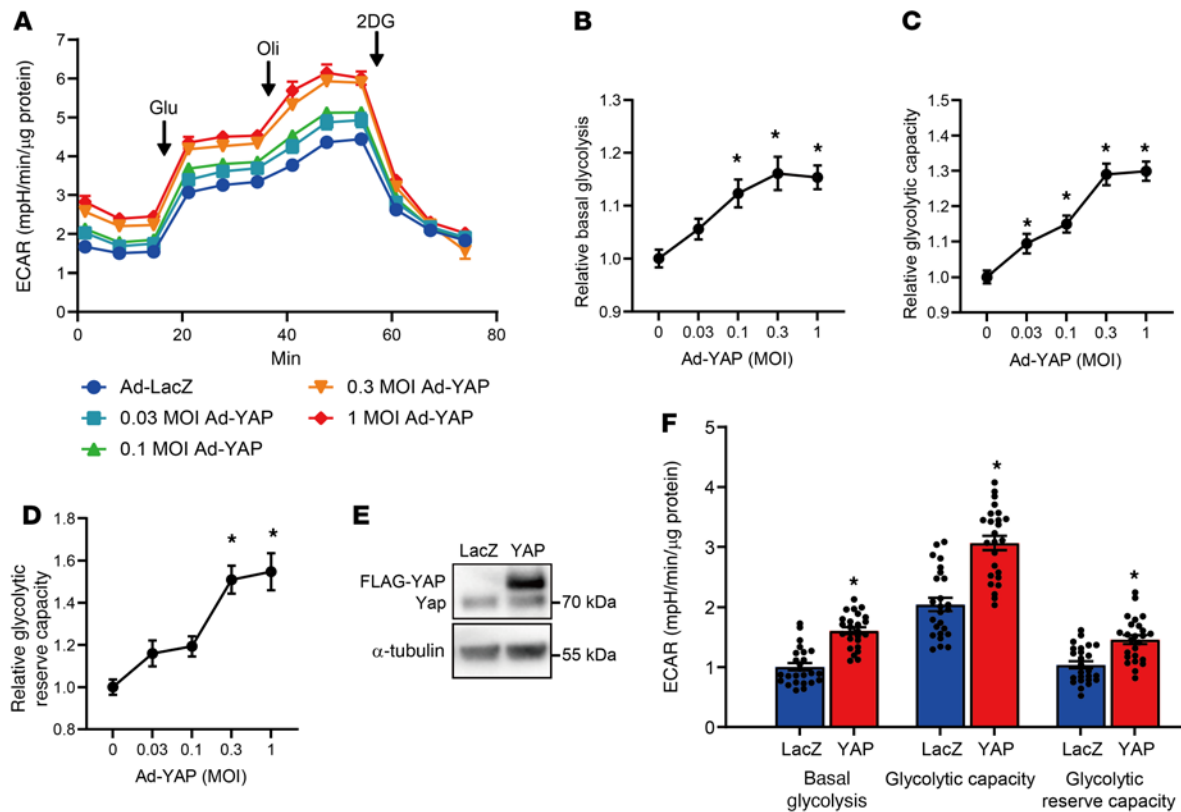 A
ECAR (mpH/min/μg protein)
7
6
5
4
3
2
1
0
Glu
Oli
2DG
0
20
40
60
80
Min
Ad-LacZ
0.03 MOI Ad-YAP
0.1 MOI Ad-YAP
0.3 MOI Ad-YAP
1 MOI Ad-YAP
B
Relative basal glycolysis
1.3
1.2
1.1
1.0
0.9
*
*
*
0
0.03
0.1
0.3
1
Ad-YAP (MOI)
C
Relative glycolytic capacity
1.5
1.4
1.3
1.2
1.1
1.0
0.9
*
*
*
*
0
0.03
0.1
0.3
1
Ad-YAP (MOI)
D
Relative glycolytic
reserve capacity
1.8
1.6
1.4
1.2
1.0
0.8
*
*
0
0.03
0.1
0.3
1
Ad-YAP (MOI)
E
LacZ YAP
FLAG-YAP
Yap
70 kDa
α-tubulin
55 kDa
F
ECAR (mpH/min/μg protein)
5
4
3
2
1
0
*
*
*
LacZ YAP
LacZ YAP
LacZ YAP
Basal
glycolysis
Glycolytic capacity
Glycolytic
reserve capacity